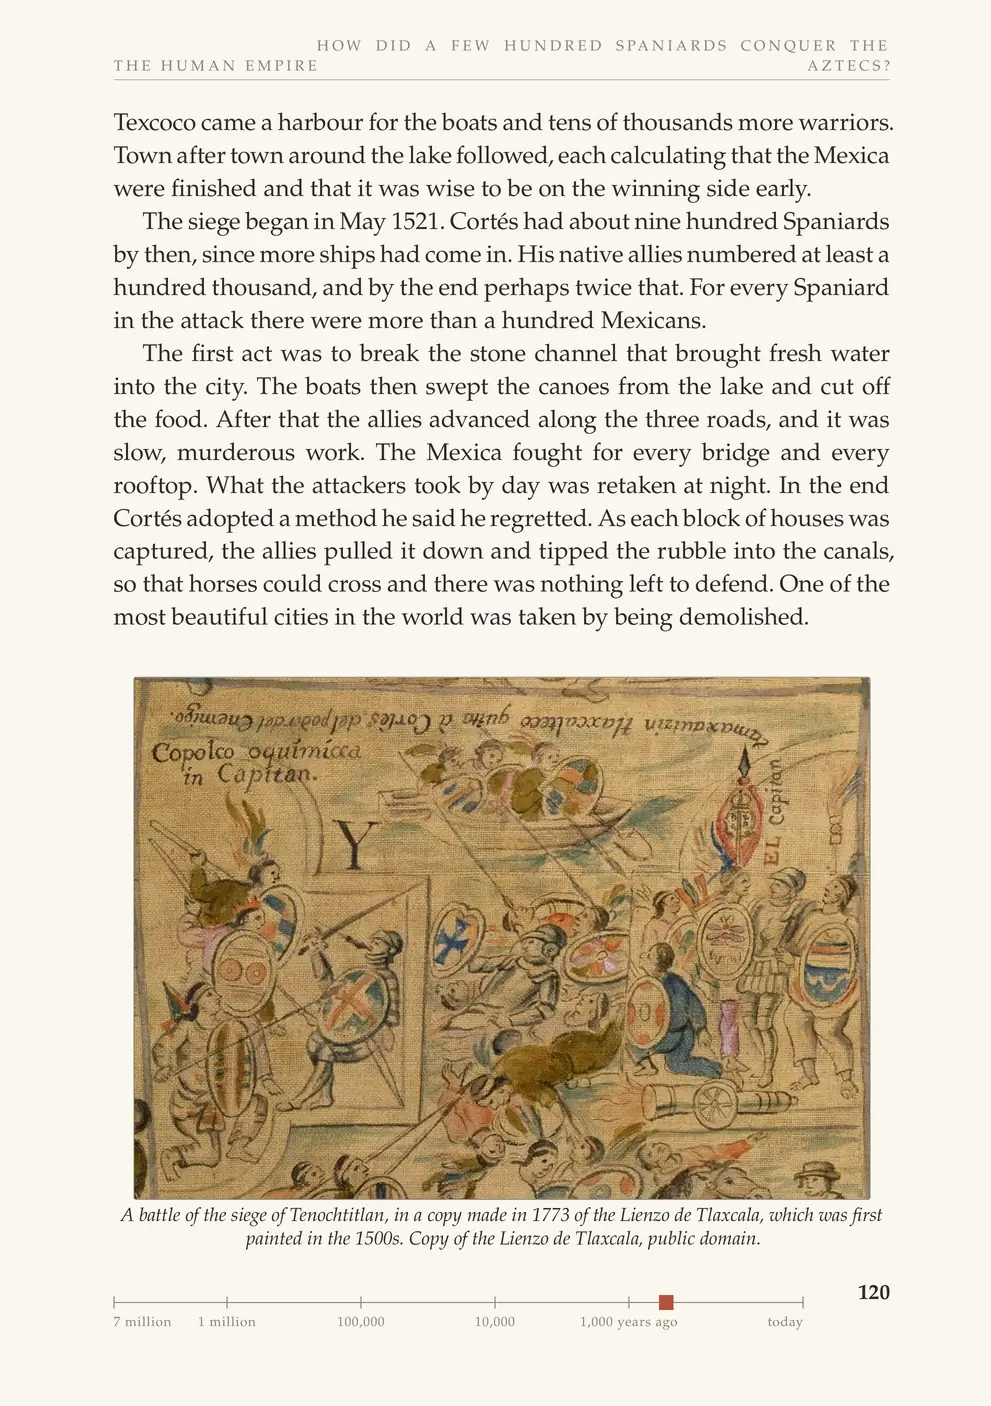 HOW DID A FEW HUNDRED SPANIARDS CONQUER THE
THE HUMAN EMPIRE AZTECS?
Texcoco came a harbour for the boats and tens of thousands more warriors.
Town after town around the lake followed, each calculating that the Mexica
were finished and that it was wise to be on the winning side early.
The siege began in May 1521. Cortés had about nine hundred Spaniards
by then, since more ships had come in. His native allies numbered at least a
hundred thousand, and by the end perhaps twice that. For every Spaniard
in the attack there were more than a hundred Mexicans.
The first act was to break the stone channel that brought fresh water
into the city. The boats then swept the canoes from the lake and cut off
the food. After that the allies advanced along the three roads, and it was
slow, murderous work. The Mexica fought for every bridge and every
rooftop. What the attackers took by day was retaken at night. In the end
Cortés adopted a method he said he regretted. As each block of houses was
captured, the allies pulled it down and tipped the rubble into the canals,
so that horses could cross and there was nothing left to defend. One of the
most beautiful cities in the world was taken by being demolished.
quita a Cortés del poder del Enemigo.
Copolco oquimicca
in Capitan.
Y
EL Capitan
A battle of the siege of Tenochtitlan, in a copy made in 1773 of the Lienzo de Tlaxcala, which was first
painted in the 1500s. Copy of the Lienzo de Tlaxcala, public domain.
120
7 million 1 million 100,000 10,000 1,000 years ago today